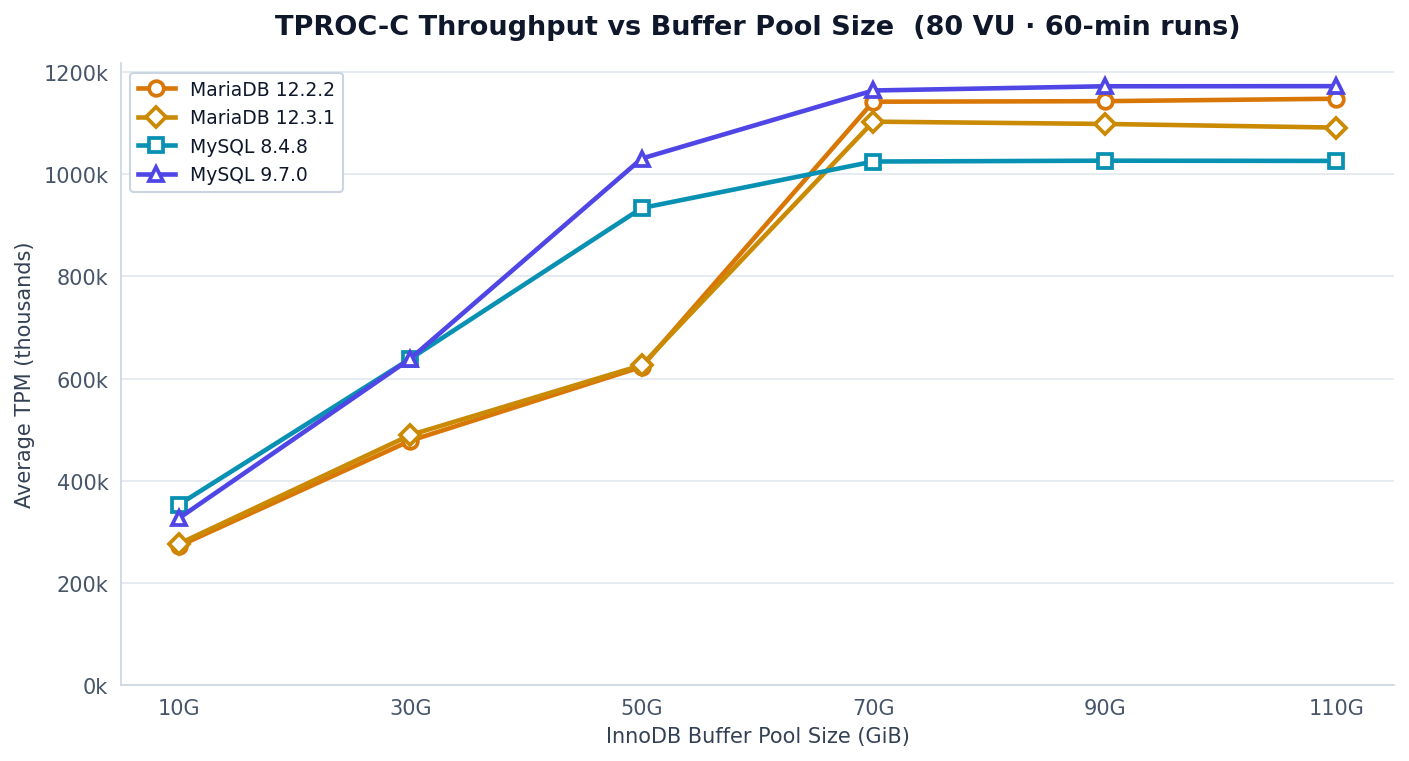 TPROC-C Throughput vs Buffer Pool Size (80 VU · 60-min runs)
MariaDB 12.2.2
MariaDB 12.3.1
MySQL 8.4.8
MySQL 9.7.0
Average TPM (thousands)
1200k
1000k
800k
600k
400k
200k
0k
10G 30G 50G 70G 90G 110G
InnoDB Buffer Pool Size (GiB)